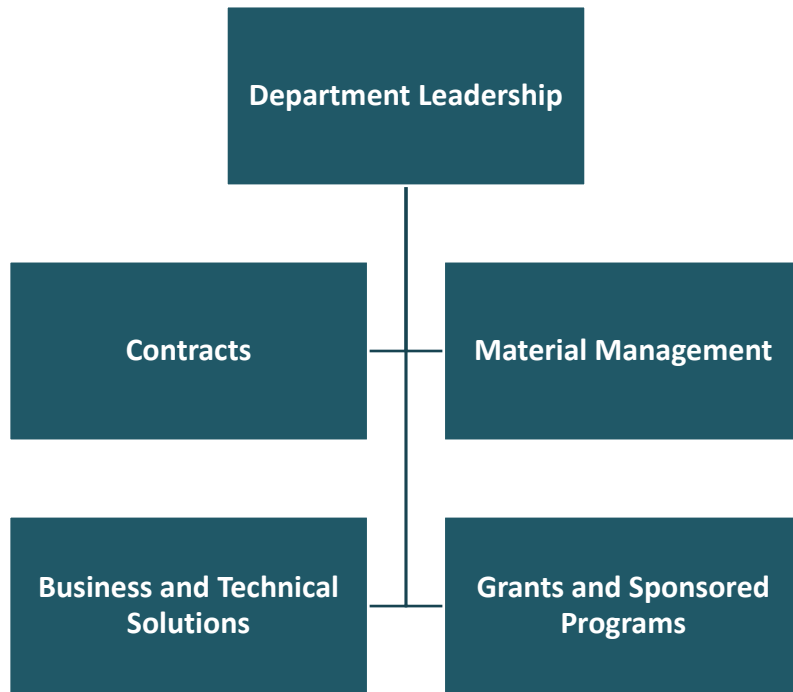 Department Leadership
Contracts
Material Management
Business and Technical
Solutions
Grants and Sponsored
Programs